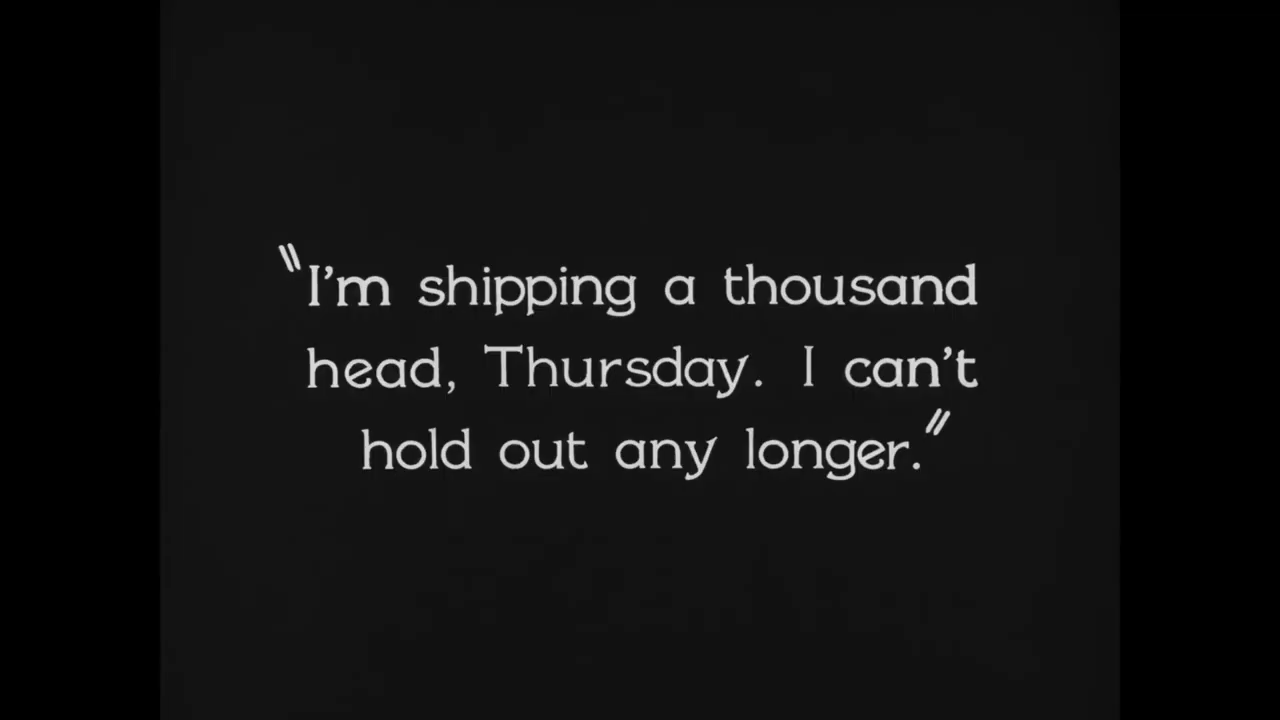 "I'm shipping a thousand
head, Thursday. I can't
hold out any longer."